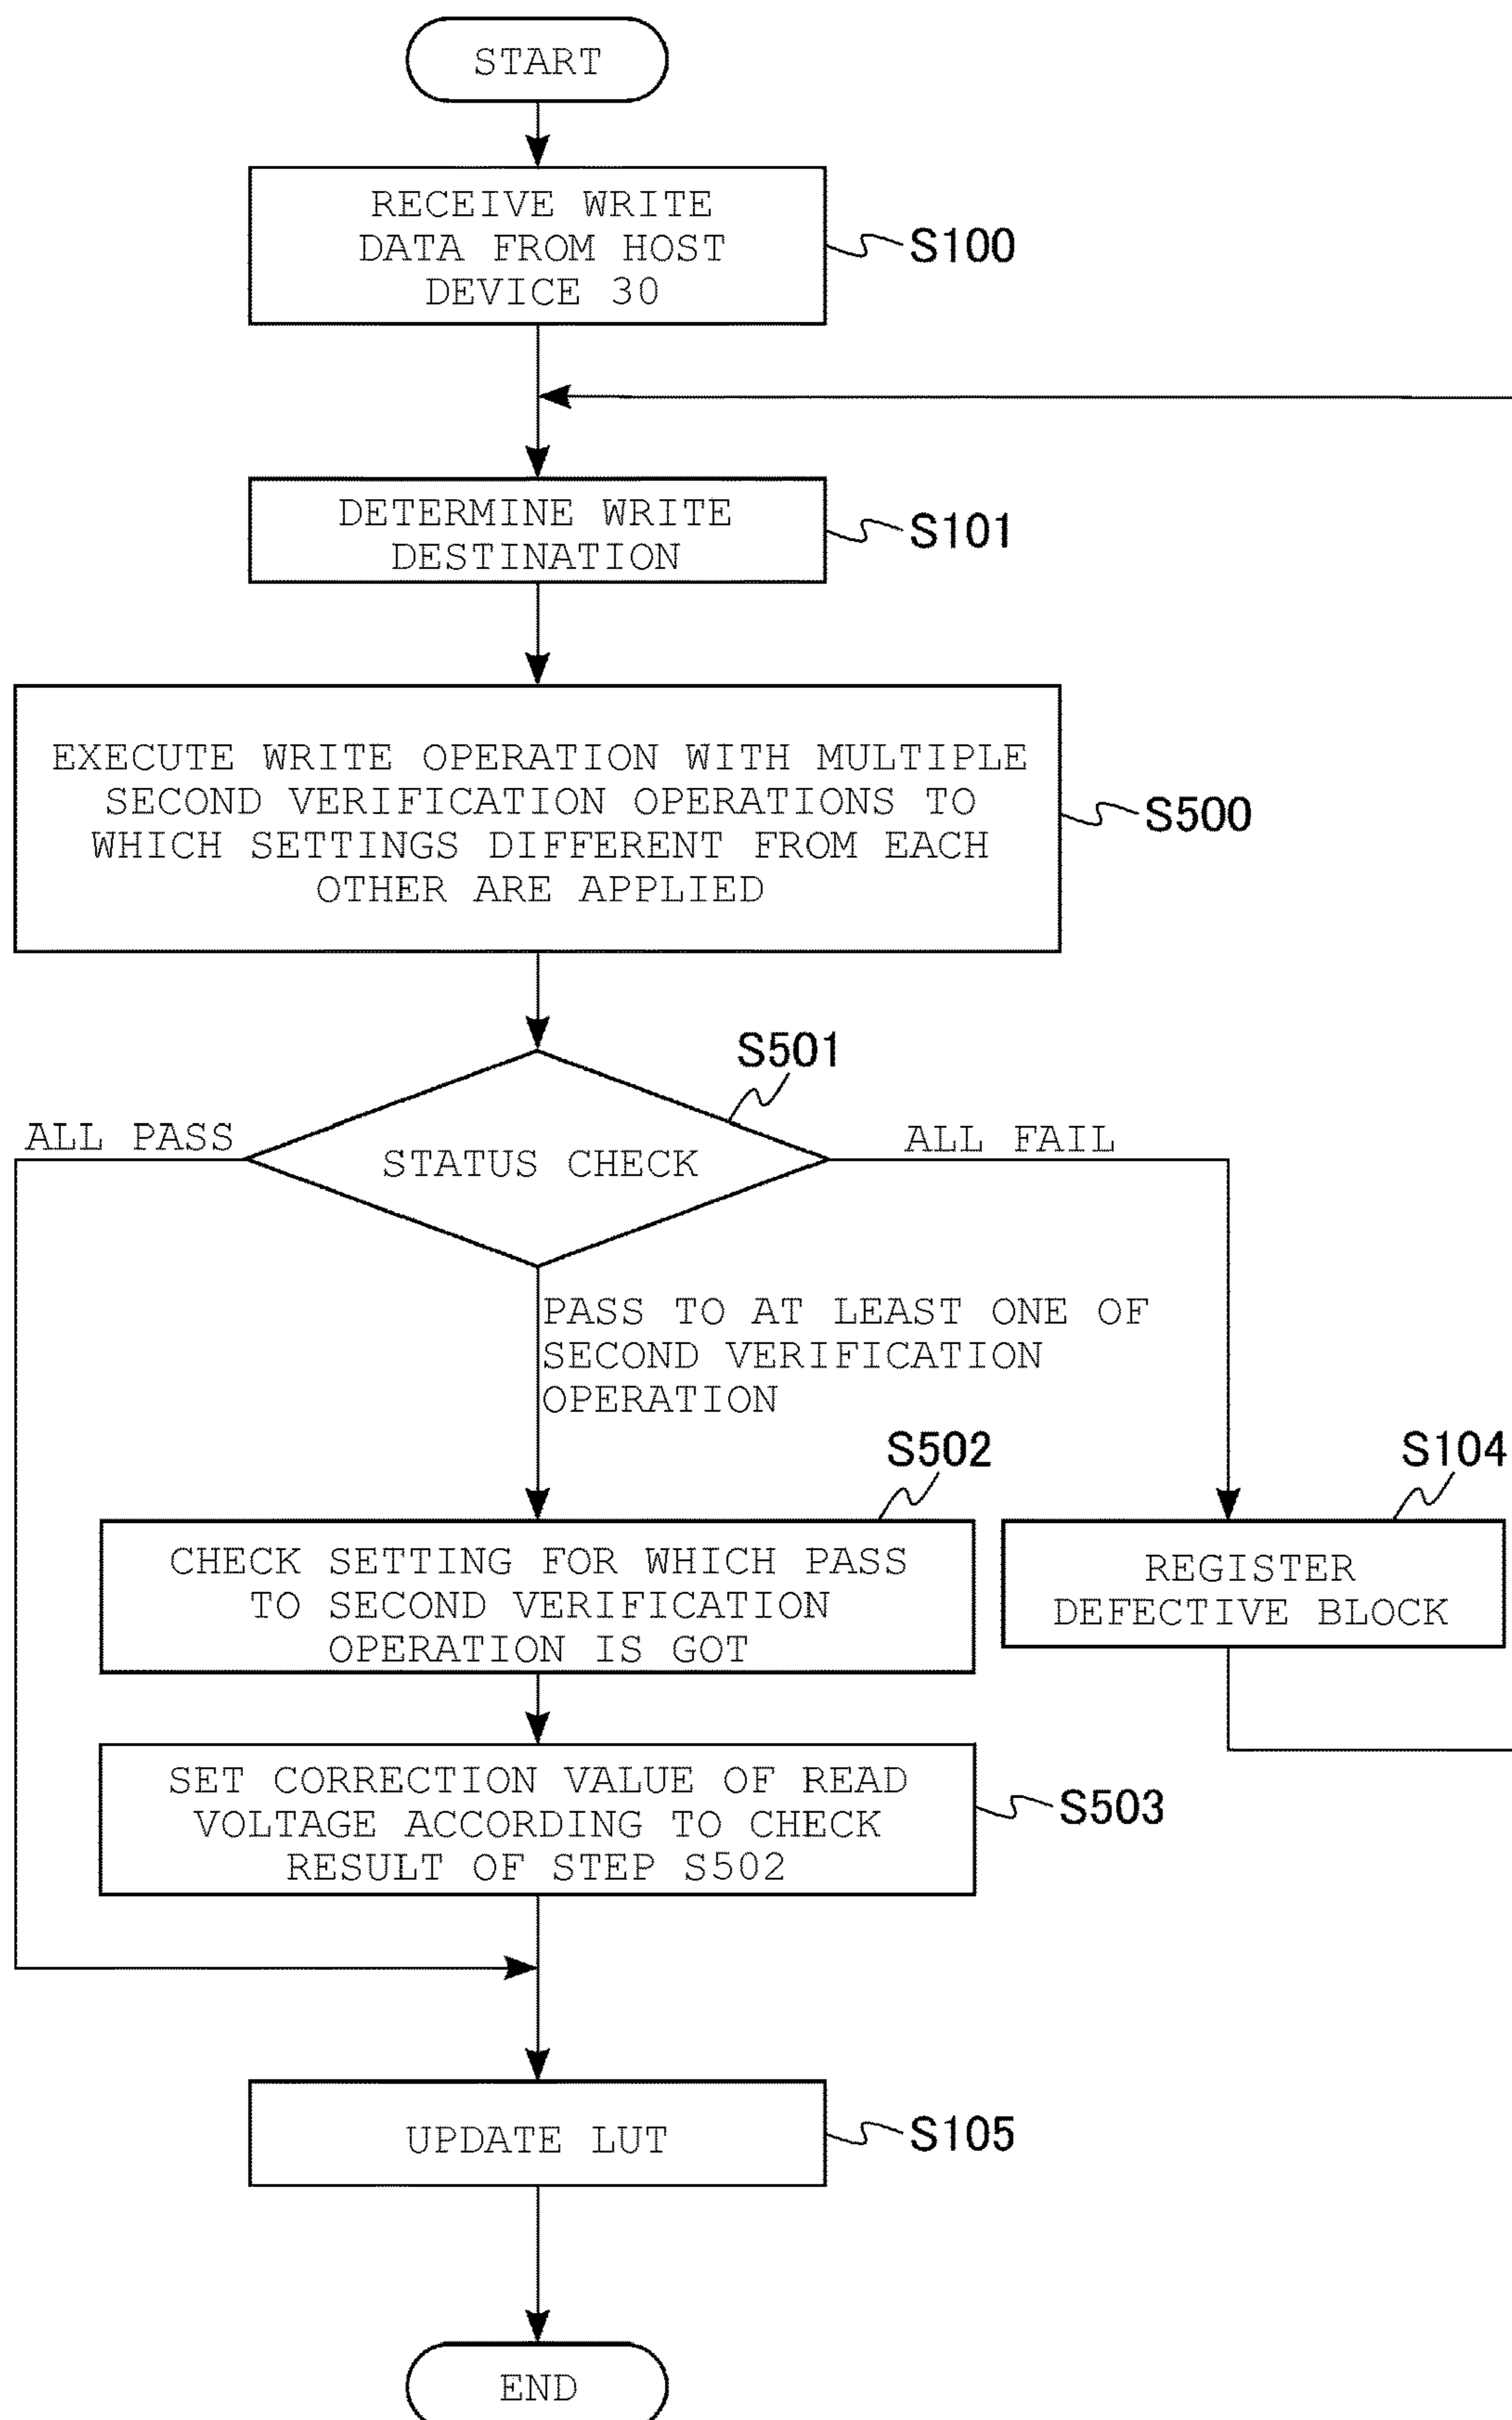 START
RECEIVE WRITE
DATA FROM HOST
DEVICE 30
S100
DETERMINE WRITE
DESTINATION
S101
EXECUTE WRITE OPERATION WITH MULTIPLE
SECOND VERIFICATION OPERATIONS TO
WHICH SETTINGS DIFFERENT FROM EACH
OTHER ARE APPLIED
S500
S501
ALL PASS
STATUS CHECK
ALL FAIL
PASS TO AT LEAST ONE OF
SECOND VERIFICATION
OPERATION
S502
CHECK SETTING FOR WHICH PASS
TO SECOND VERIFICATION
OPERATION IS GOT
S104
REGISTER
DEFECTIVE BLOCK
SET CORRECTION VALUE OF READ
VOLTAGE ACCORDING TO CHECK
RESULT OF STEP S502
S503
UPDATE LUT
S105
END